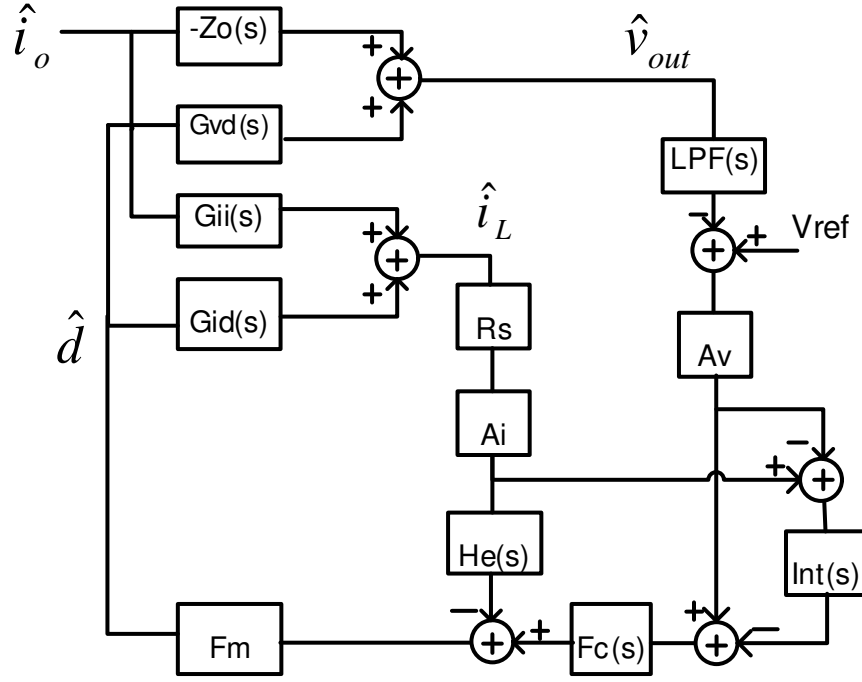 î_o
-Zo(s)
+
+
+
v̂_out
Gvd(s)
LPF(s)
−
+
+
Vref
Gii(s)
+
+
+
î_L
Gid(s)
d̂
Rs
Av
Ai
−
+
+
He(s)
Int(s)
−
+
+
Fm
+
Fc(s)
+
−